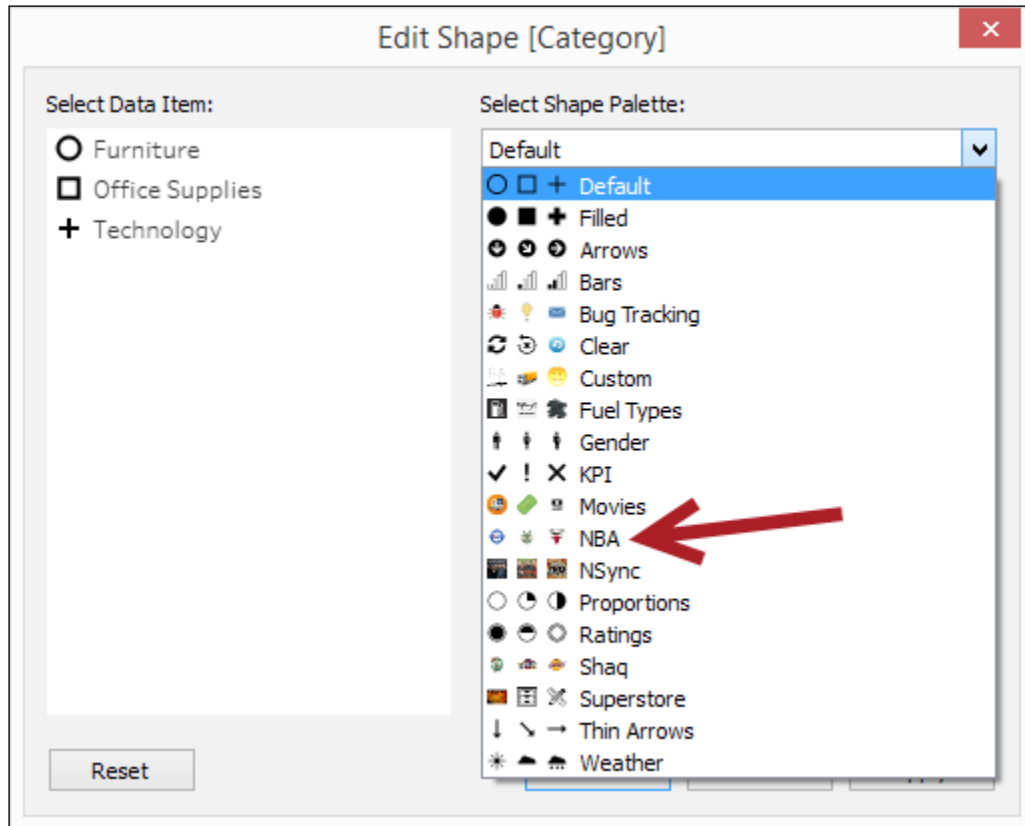 Edit Shape [Category]
Select Data Item:
Furniture
Office Supplies
Technology
Reset
Select Shape Palette:
Default
Default
Filled
Arrows
Bars
Bug Tracking
Clear
Custom
Fuel Types
Gender
KPI
Movies
NBA
NSync
Proportions
Ratings
Shaq
Superstore
Thin Arrows
Weather